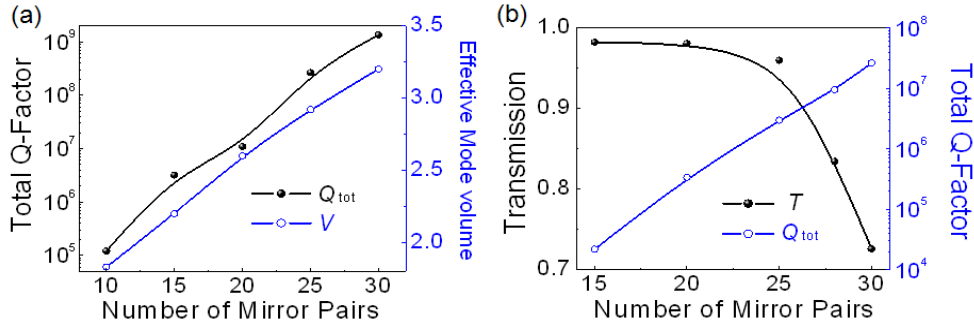 (a)
Total Q-Factor
10^9
10^8
10^7
10^6
10^5
10 15 20 25 30
Number of Mirror Pairs
3.5
3.0
2.5
2.0
Effective Mode volume
Q_tot
V
(b)
Transmission
1.0
0.9
0.8
0.7
15 20 25 30
Number of Mirror Pairs
10^8
10^7
10^6
10^5
10^4
Total Q-Factor
T
Q_tot